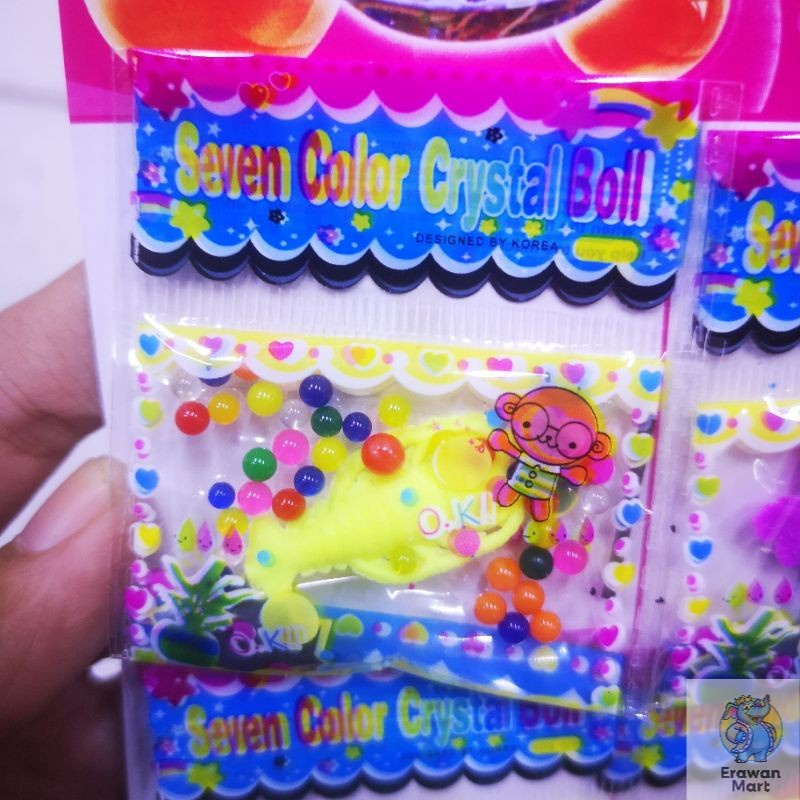 Seven Color Crystal Boll
DESIGNED BY KOREA
O.K!!
O.K!!
Seven Color Crystal Boll
Erawan
Mart